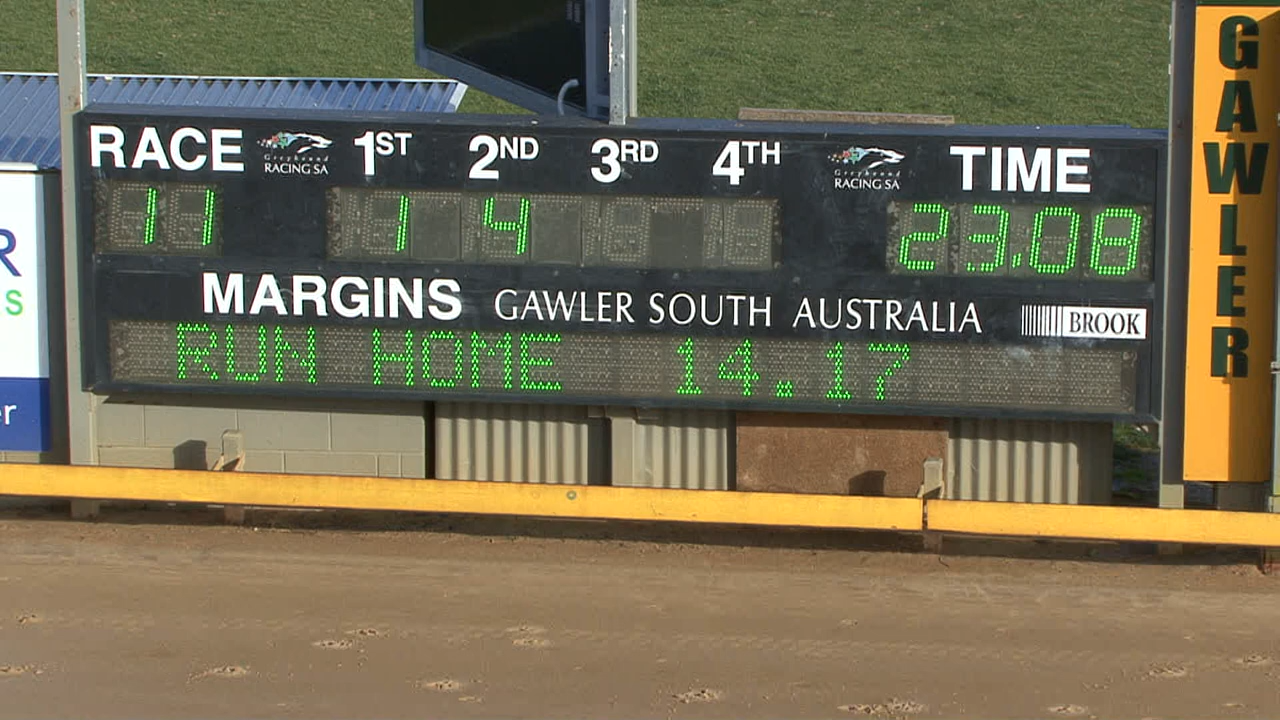 RACE Greyhound RACING SA 1ST 2ND 3RD 4TH Greyhound RACING SA TIME
11 1 4 23.08
MARGINS GAWLER SOUTH AUSTRALIA BROOK
RUN HOME 14.17
GAWLER
R
S
er